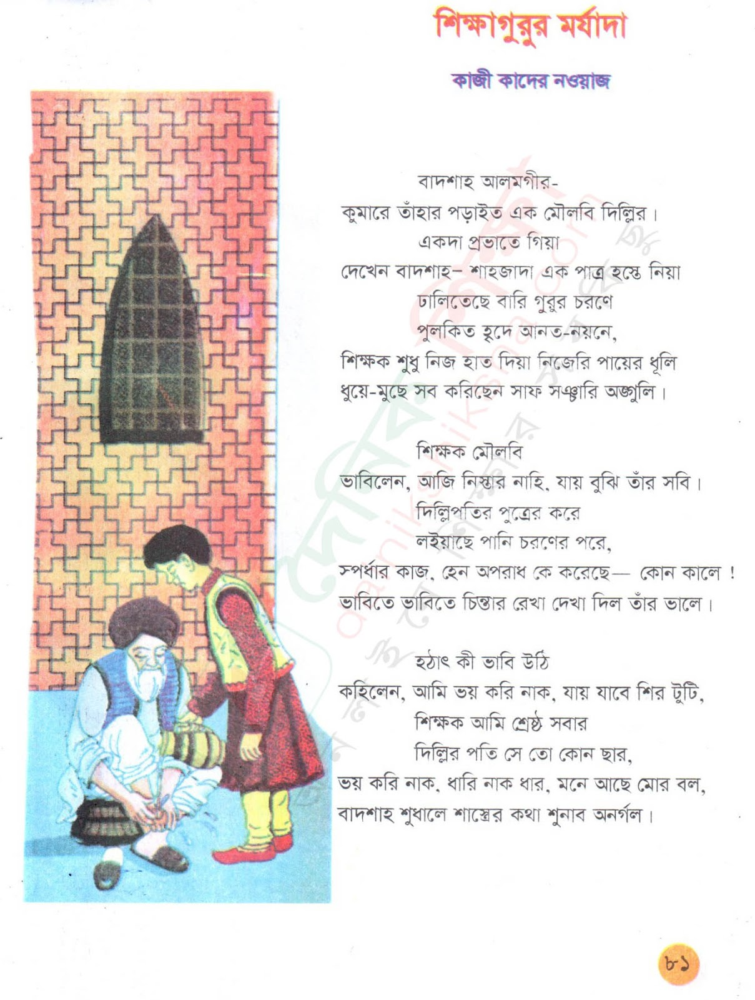 শিক্ষাগুরুর মর্যাদা
কাজী কাদের নওয়াজ
বাদশাহ আলমগীর-
কুমারে তাঁহার পড়াইত এক মৌলবি দিল্লির।
একদা প্রভাতে গিয়া
দেখেন বাদশাহ– শাহজাদা এক পাত্র হস্তে নিয়া
ঢালিতেছে বারি গুরুর চরণে
পুলকিত হৃদে আনত-নয়নে,
শিক্ষক শুধু নিজ হাত দিয়া নিজেরি পায়ের ধূলি
ধুয়ে-মুছে সব করিছেন সাফ সঞ্চারি অঙ্গুলি।
শিক্ষক মৌলবি
ভাবিলেন, আজি নিস্তার নাহি, যায় বুঝি তাঁর সবি।
দিল্লিপতির পুত্রের করে
লইয়াছে পানি চরণের পরে,
স্পর্ধার কাজ, হেন অপরাধ কে করেছে— কোন কালে !
ভাবিতে ভাবিতে চিন্তার রেখা দেখা দিল তাঁর ভালে।
হঠাৎ কী ভাবি উঠি
কহিলেন, আমি ভয় করি নাক, যায় যাবে শির টুটি,
শিক্ষক আমি শ্রেষ্ঠ সবার
দিল্লির পতি সে তো কোন ছার,
ভয় করি নাক, ধারি নাক ধার, মনে আছে মোর বল,
বাদশাহ শুধালে শাস্ত্রের কথা শুনাব অনর্গল।
৮১
দৈনিক শিক্ষা
dainikshiksha.com